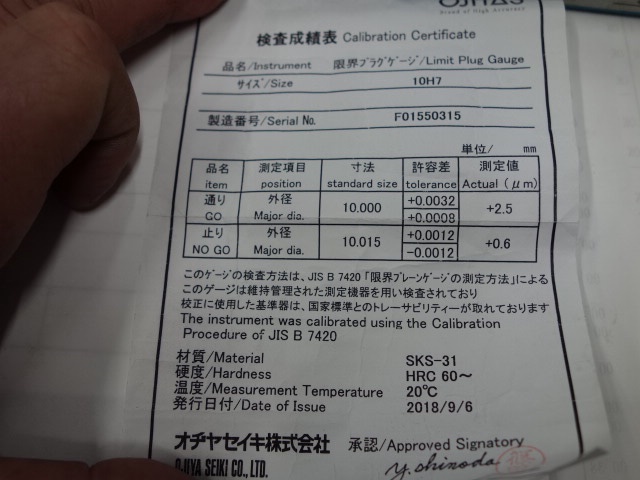 OJIYAS
検査成績表 Calibration Certificate
品名/Instrument 限界プラグゲージ/Limit Plug Gauge
サイズ/Size 10H7
製造番号/Serial No. F01550315
単位/ mm
品名 測定項目 寸法 許容差 測定値
item position standard size tolerance Actual (μm)
通り 外径 10.000 +0.0032 +2.5
GO Major dia. +0.0008
止り 外径 10.015 +0.0012 +0.6
NO GO Major dia. −0.0012
このゲージの検査方法は、JIS B 7420「限界プレーンゲージの測定方法」による
このゲージは維持管理された測定機器を用い検査されており
校正に使用した基準器は、国家標準とのトレーサビリティーが取れております
The instrument was calibrated using the Calibration
Procedure of JIS B 7420
材質/Material SKS-31
硬度/Hardness HRC 60～
温度/Measurement Temperature 20℃
発行日付/Date of Issue 2018/9/6
オヂヤセイキ株式会社 承認/Approved Signatory
OJIYA SEIKI CO., LTD. y. shinoda